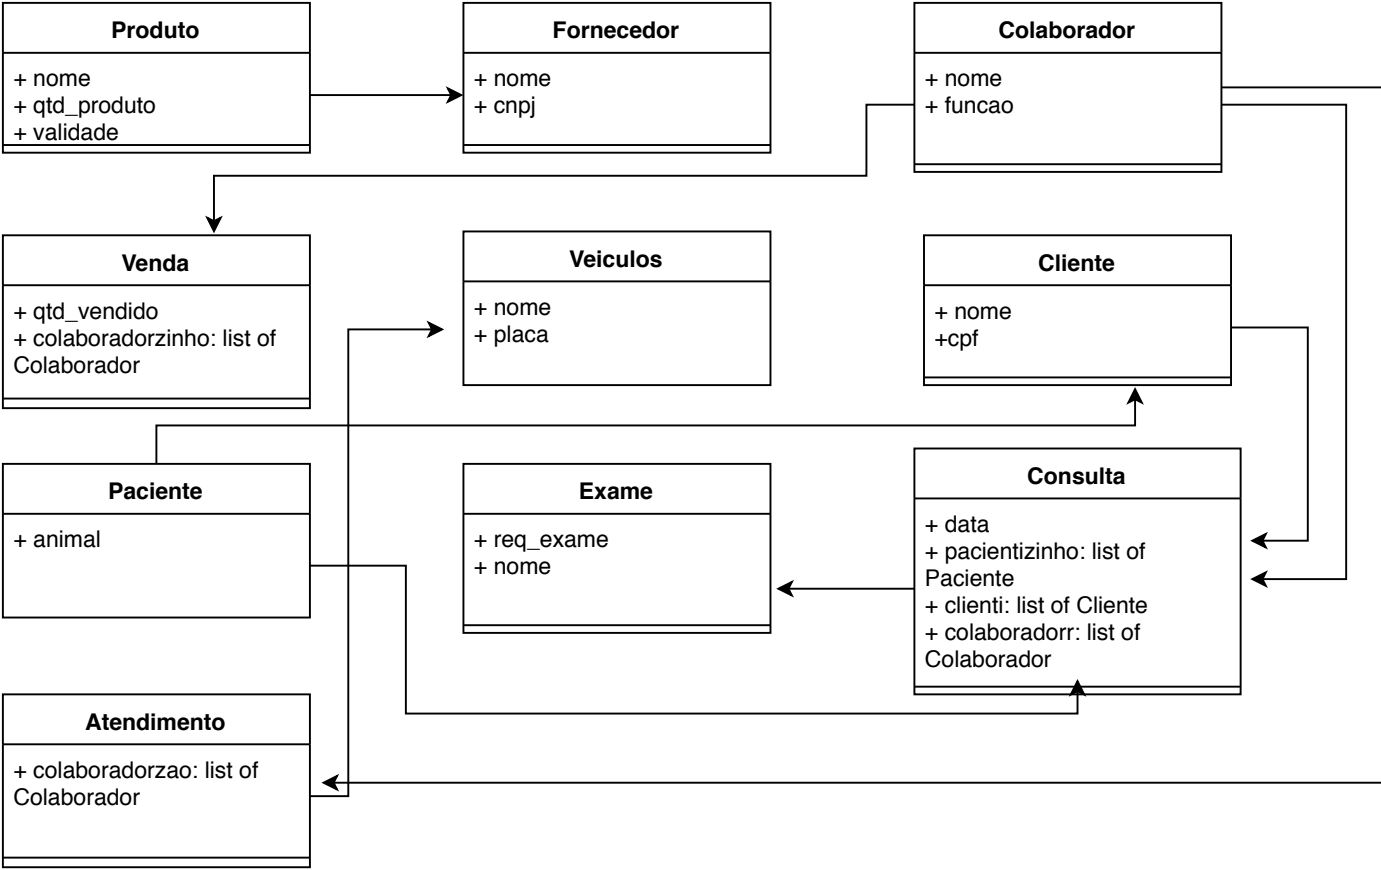 Produto
+ nome
+ qtd_produto
+ validade
Fornecedor
+ nome
+ cnpj
Colaborador
+ nome
+ funcao
Venda
+ qtd_vendido
+ colaboradorzinho: list of
Colaborador
Veiculos
+ nome
+ placa
Cliente
+ nome
+cpf
Paciente
+ animal
Exame
+ req_exame
+ nome
Consulta
+ data
+ pacientizinho: list of
Paciente
+ clienti: list of Cliente
+ colaboradorr: list of
Colaborador
Atendimento
+ colaboradorzao: list of
Colaborador